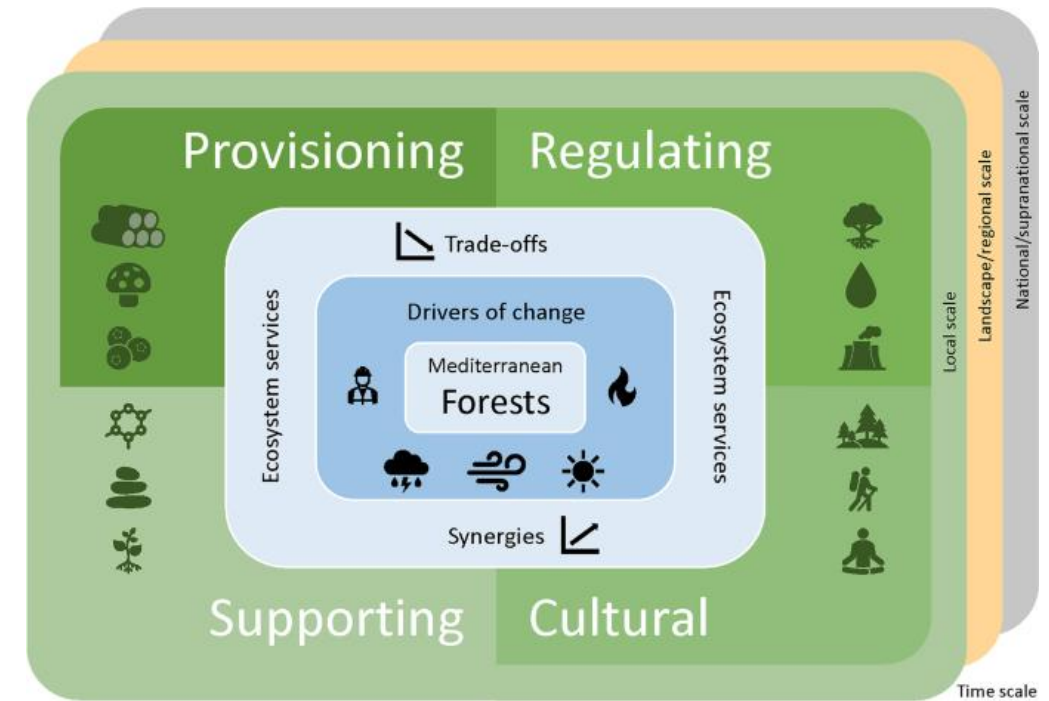 Provisioning
Regulating
Trade-offs
Ecosystem services
Drivers of change
Mediterranean
Forests
Ecosystem services
Synergies
Supporting
Cultural
Local scale
Landscape/regional scale
National/supranational scale
Time scale